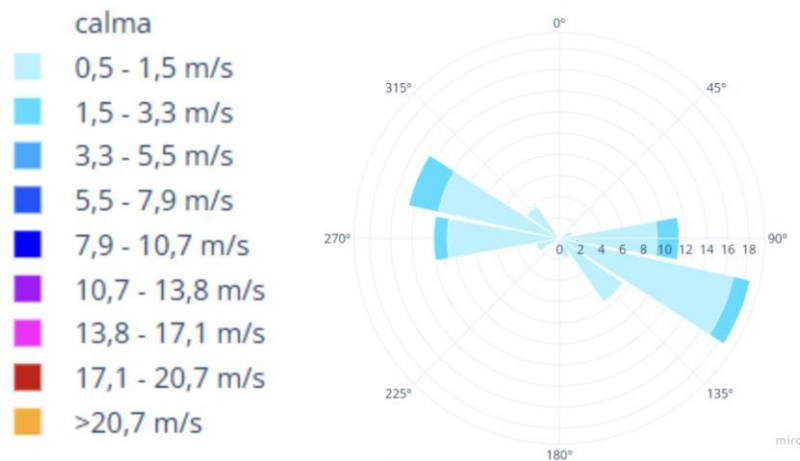 calma
0,5 - 1,5 m/s
1,5 - 3,3 m/s
3,3 - 5,5 m/s
5,5 - 7,9 m/s
7,9 - 10,7 m/s
10,7 - 13,8 m/s
13,8 - 17,1 m/s
17,1 - 20,7 m/s
>20,7 m/s
0°
315° 45°
270° 90°
0 2 4 6 8 10 12 14 16 18
225° 135°
180°